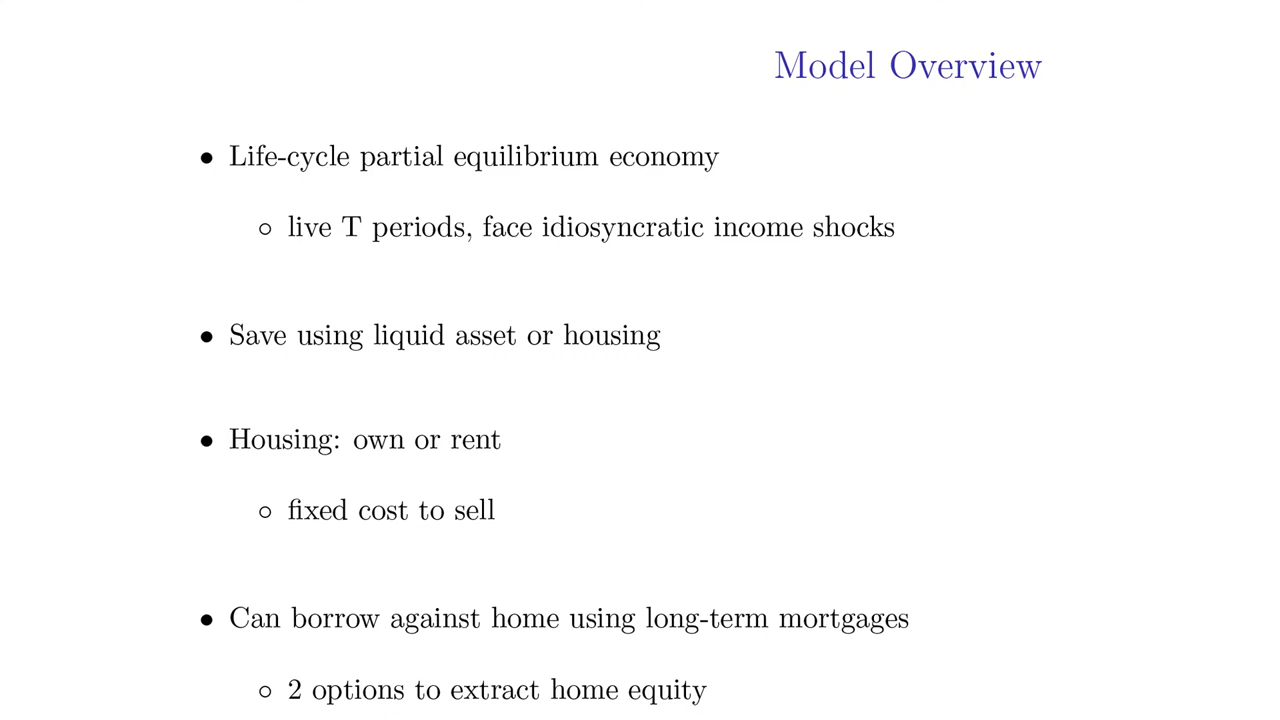 Model Overview
• Life-cycle partial equilibrium economy
◦ live T periods, face idiosyncratic income shocks
• Save using liquid asset or housing
• Housing: own or rent
◦ fixed cost to sell
• Can borrow against home using long-term mortgages
◦ 2 options to extract home equity